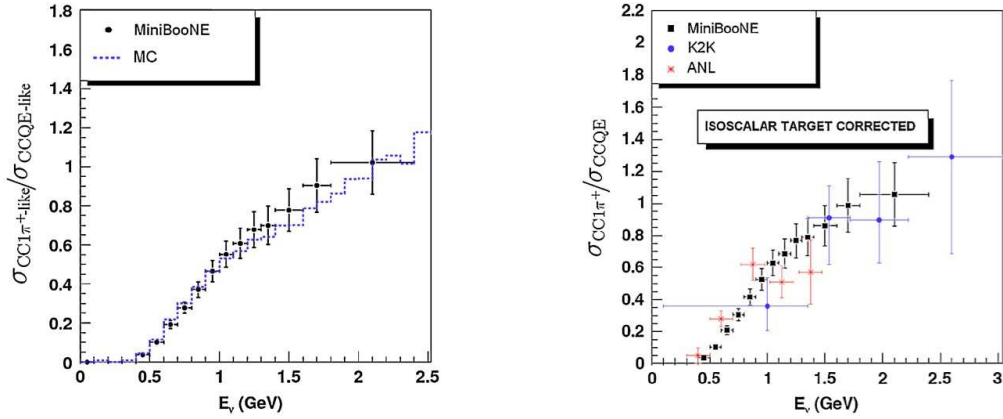 1.8
1.6
1.4
1.2
1
0.8
0.6
0.4
0.2
0
MiniBooNE
MC
σCC1π+-like/σCCQE-like
0 0.5 1 1.5 2 2.5
Eν (GeV)
2.2
2
1.8
1.6
1.4
1.2
1
0.8
0.6
0.4
0.2
0
MiniBooNE
K2K
ANL
ISOSCALAR TARGET CORRECTED
σCC1π+/σCCQE
0 0.5 1 1.5 2 2.5 3
Eν (GeV)